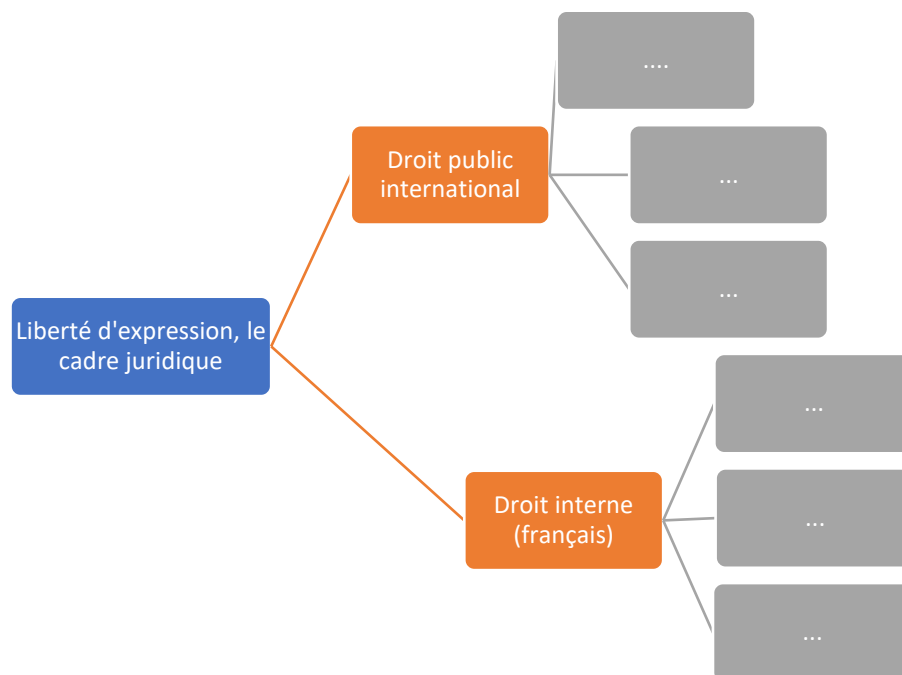 ....
Droit public
international
...
...
Liberté d'expression, le
cadre juridique
...
Droit interne
(français)
...
...